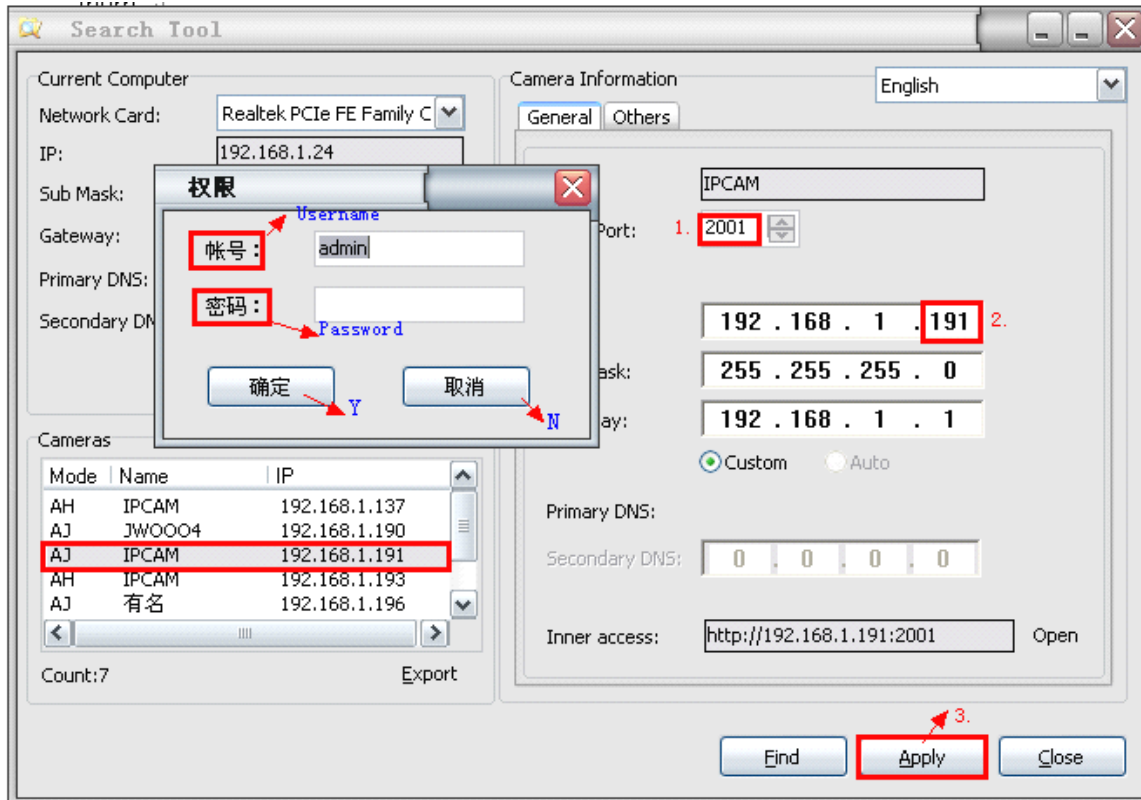 Search Tool
Current Computer
Network Card:
Realtek PCIe FE Family C
IP:
192.168.1.24
Sub Mask:
Gateway:
Primary DNS:
Secondary DN
权限
Username
帐号：
admin
密码：
Password
确定
Y
取消
N
Cameras
Mode Name IP
AH IPCAM 192.168.1.137
AJ JWOOO4 192.168.1.190
AJ IPCAM 192.168.1.191
AH IPCAM 192.168.1.193
AJ 有名 192.168.1.196
Count:7
Export
Camera Information
English
General Others
IPCAM
Port: 1. 2001
192 . 168 . 1 . 191 2.
ask: 255 . 255 . 255 . 0
ay: 192 . 168 . 1 . 1
Custom Auto
Primary DNS:
Secondary DNS: 0 . 0 . 0 . 0
Inner access: http://192.168.1.191:2001 Open
3.
Find Apply Close